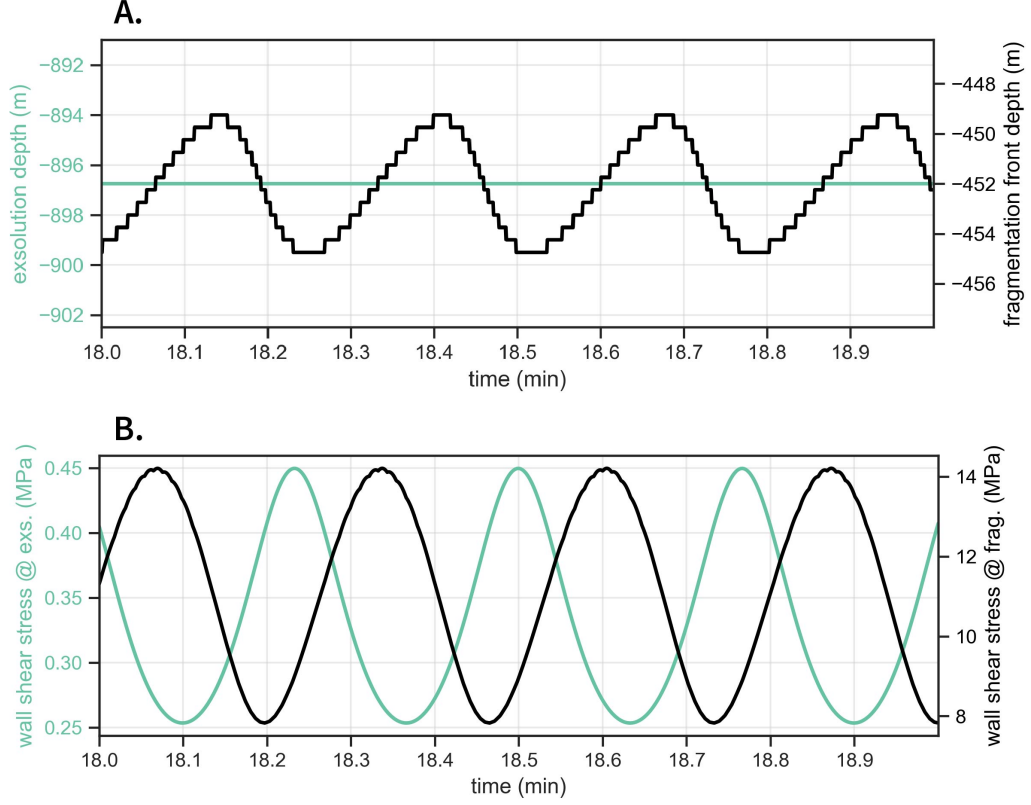 A.
exsolution depth (m)
−892
−894
−896
−898
−900
−902
−448
−450
−452
−454
−456
fragmentation front depth (m)
18.0 18.1 18.2 18.3 18.4 18.5 18.6 18.7 18.8 18.9
time (min)
B.
wall shear stress @ exs. (MPa )
0.45
0.40
0.35
0.30
0.25
14
12
10
8
wall shear stress @ frag. (MPa)
18.0 18.1 18.2 18.3 18.4 18.5 18.6 18.7 18.8 18.9
time (min)